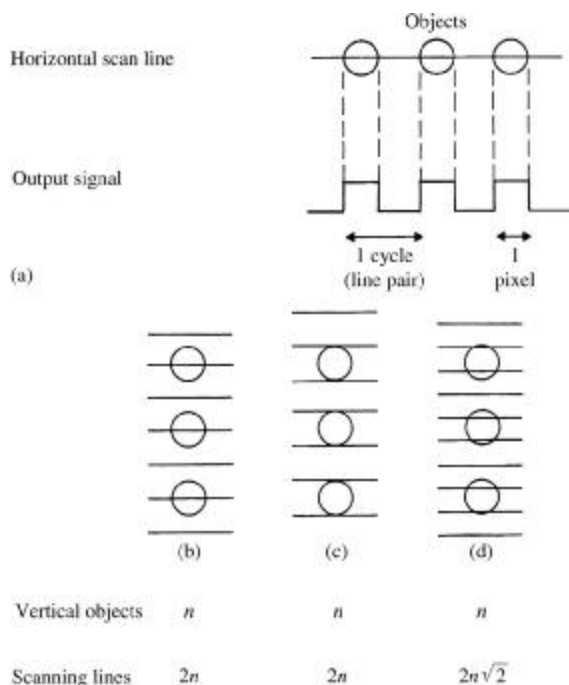 Objects
Horizontal scan line
Output signal
1 cycle
(line pair)
1
pixel
(a)
(b) (c) (d)
Vertical objects n n n
Scanning lines 2n 2n 2n√2